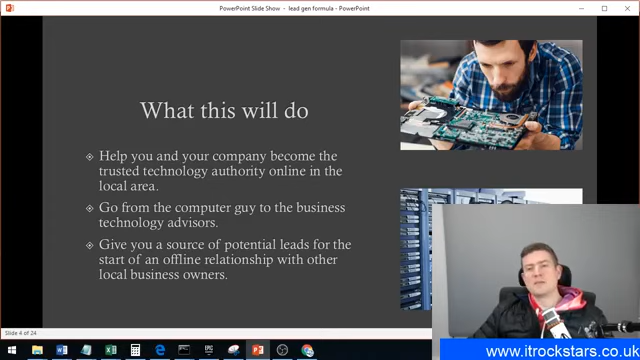 PowerPoint Slide Show - lead gen formula - PowerPoint
What this will do
Help you and your company become the
trusted technology authority online in the
local area.
Go from the computer guy to the business
technology advisors.
Give you a source of potential leads for the
start of an offline relationship with other
local business owners.
Slide 4 of 24
www.itrockstars.co.uk